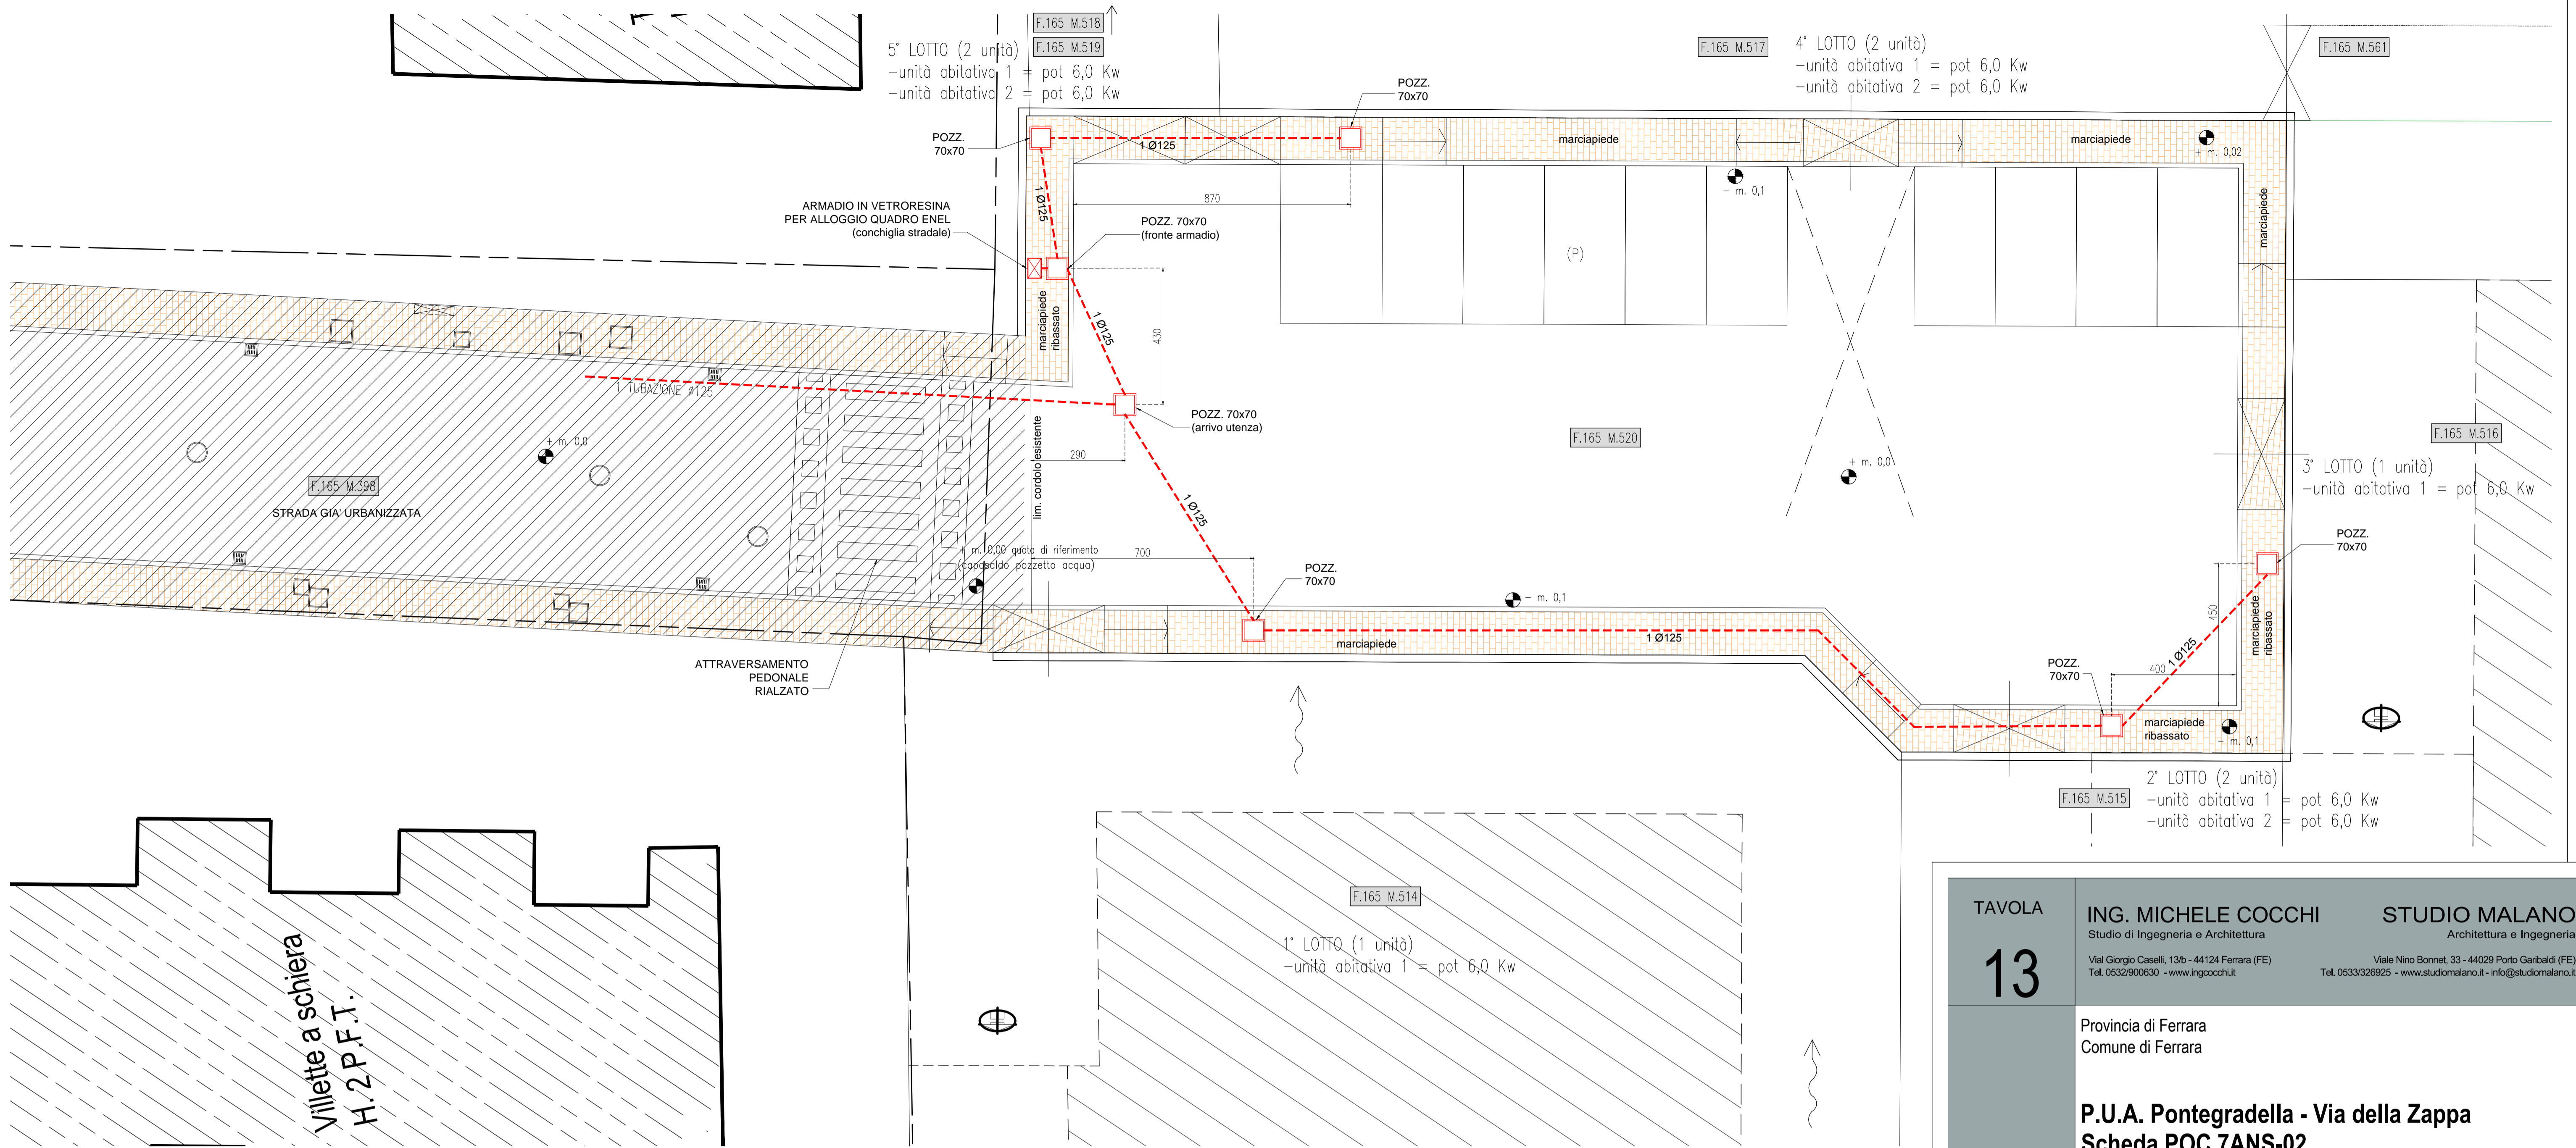 F.165 M.518
5° LOTTO (2 unità)
F.165 M.519
-unità abitativa 1 = pot 6,0 Kw
-unità abitativa 2 = pot 6,0 Kw
F.165 M.517
4° LOTTO (2 unità)
-unità abitativa 1 = pot 6,0 Kw
-unità abitativa 2 = pot 6,0 Kw
F.165 M.561
POZZ.
70x70
POZZ.
70x70
1 Ø125
marciapiede
marciapiede
+ m. 0,02
- m. 0,1
870
1 Ø125
ARMADIO IN VETRORESINA
PER ALLOGGIO QUADRO ENEL
(conchiglia stradale)
POZZ. 70x70
(fronte armadio)
marciapiede
(P)
marciapiede
ribassato
1 Ø125
430
1 TUBAZIONE Ø125
POZZ. 70x70
(arrivo utenza)
lim. cordolo esistente
290
F.165 M.520
F.165 M.516
+ m. 0,0
+ m. 0,0
3° LOTTO (1 unità)
-unità abitativa 1 = pot 6,0 Kw
F.165 M.398
STRADA GIA' URBANIZZATA
1 Ø125
+ m. 0,00 quota di riferimento
(caposaldo pozzetto acqua)
700
POZZ.
70x70
POZZ.
70x70
- m. 0,1
450
marciapiede
ribassato
marciapiede
1 Ø125
1 Ø125
POZZ.
70x70
400
ATTRAVERSAMENTO
PEDONALE
RIALZATO
marciapiede
ribassato
- m. 0,1
2° LOTTO (2 unità)
F.165 M.515
-unità abitativa 1 = pot 6,0 Kw
-unità abitativa 2 = pot 6,0 Kw
F.165 M.514
1° LOTTO (1 unità)
-unità abitativa 1 = pot 6,0 Kw
Villette a schiera
H. 2 P.F.T.
TAVOLA
13
ING. MICHELE COCCHI
Studio di Ingegneria e Architettura
Vial Giorgio Caselli, 13/b - 44124 Ferrara (FE)
Tel. 0532/900630 - www.ingcocchi.it
STUDIO MALANO
Architettura e Ingegneria
Viale Nino Bonnet, 33 - 44029 Porto Garibaldi (FE)
Tel. 0533/326925 - www.studiomalano.it - info@studiomalano.it
Provincia di Ferrara
Comune di Ferrara
P.U.A. Pontegradella - Via della Zappa
Scheda POC 7ANS-02